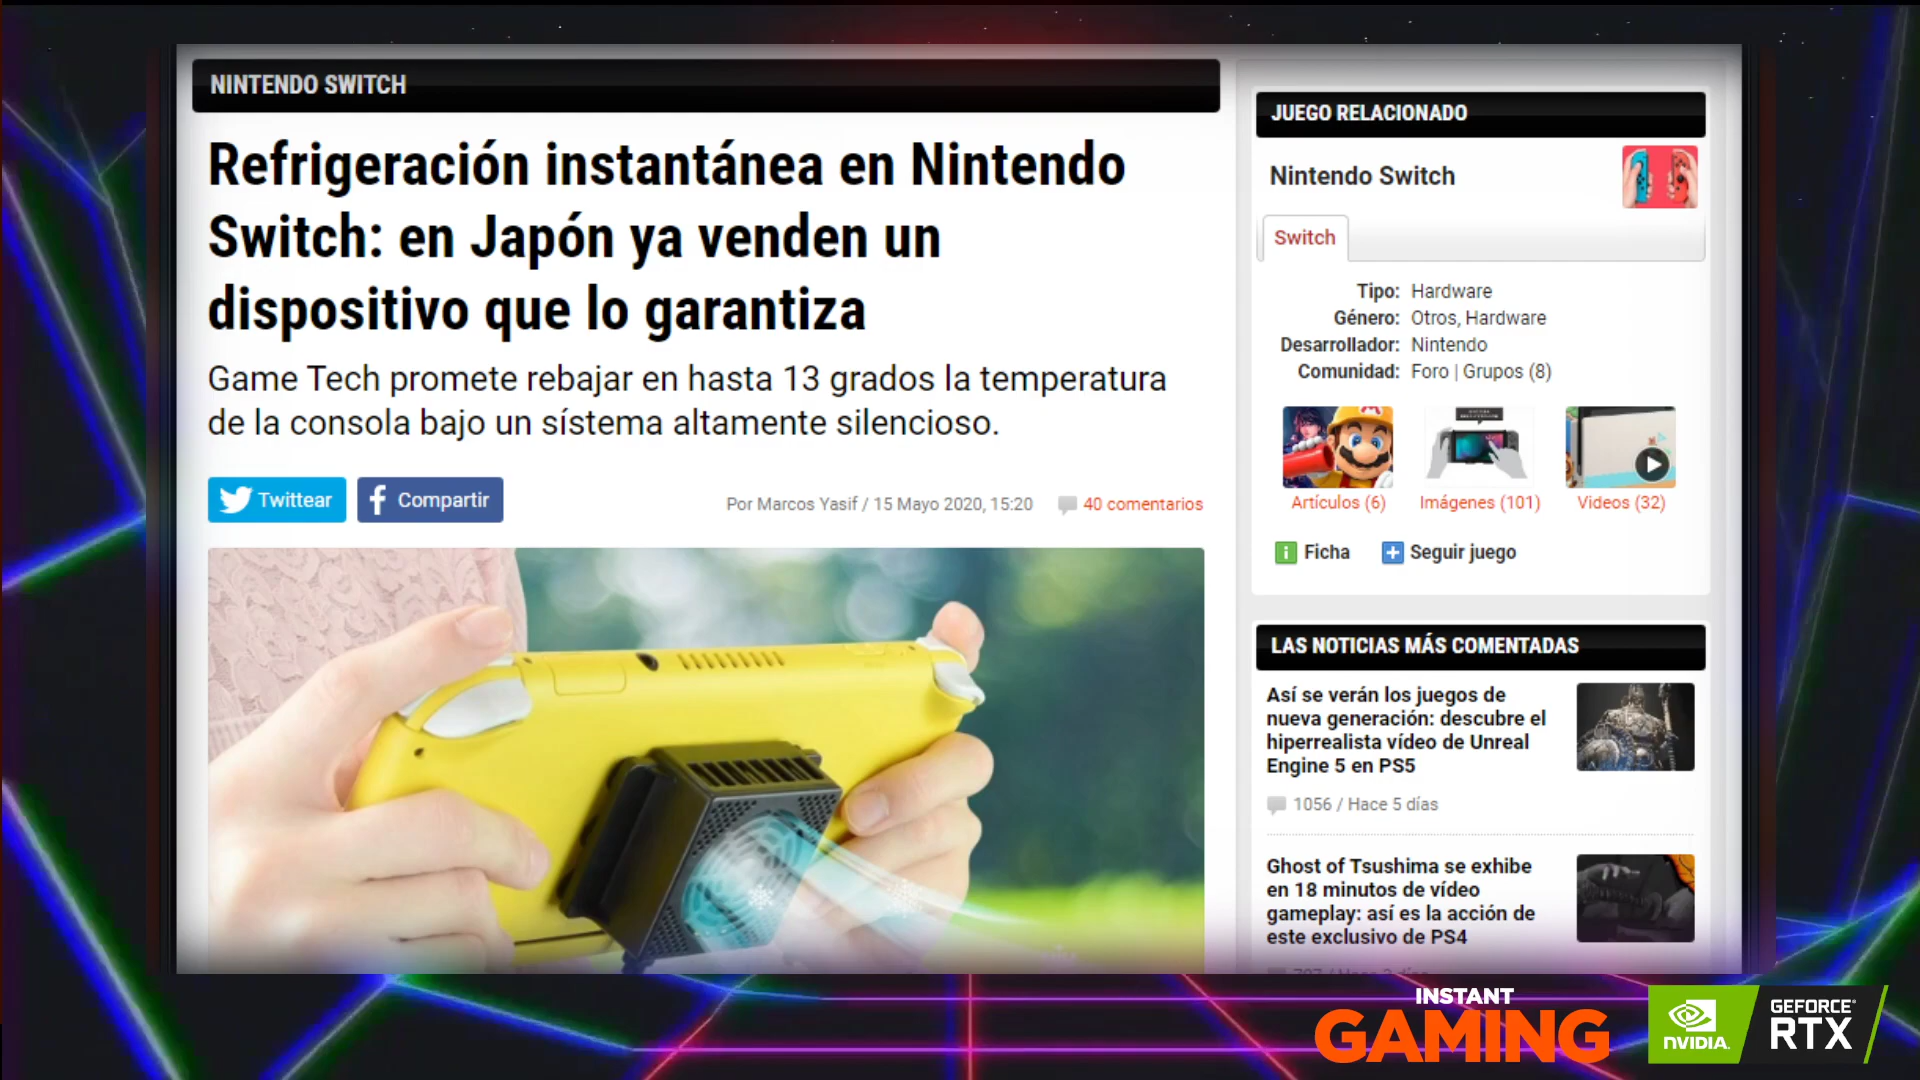 NINTENDO SWITCH
Refrigeración instantánea en Nintendo
Switch: en Japón ya venden un
dispositivo que lo garantiza
Game Tech promete rebajar en hasta 13 grados la temperatura
de la consola bajo un sístema altamente silencioso.
Twittear
Compartir
Por Marcos Yasif / 15 Mayo 2020, 15:20
40 comentarios
JUEGO RELACIONADO
Nintendo Switch
Switch
Tipo: Hardware
Género: Otros, Hardware
Desarrollador: Nintendo
Comunidad: Foro | Grupos (8)
Artículos (6)
Imágenes (101)
Videos (32)
Ficha
Seguir juego
LAS NOTICIAS MÁS COMENTADAS
Así se verán los juegos de
nueva generación: descubre el
hiperrealista vídeo de Unreal
Engine 5 en PS5
1056 / Hace 5 días
Ghost of Tsushima se exhibe
en 18 minutos de vídeo
gameplay: así es la acción de
este exclusivo de PS4
INSTANT
GAMING
NVIDIA.
GEFORCE
RTX